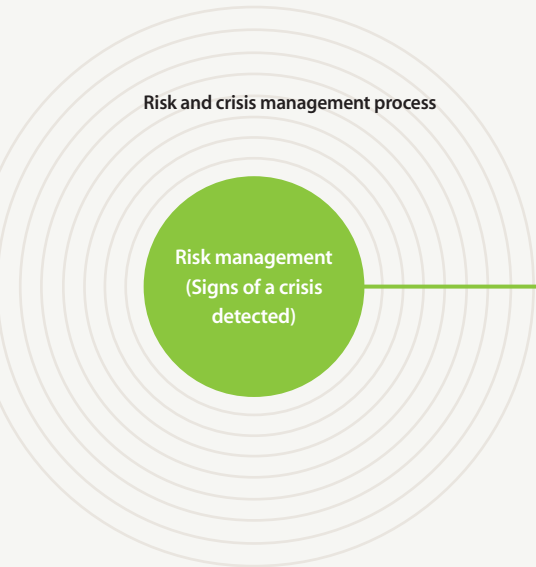 Risk and crisis management process
Risk management
(Signs of a crisis
detected)